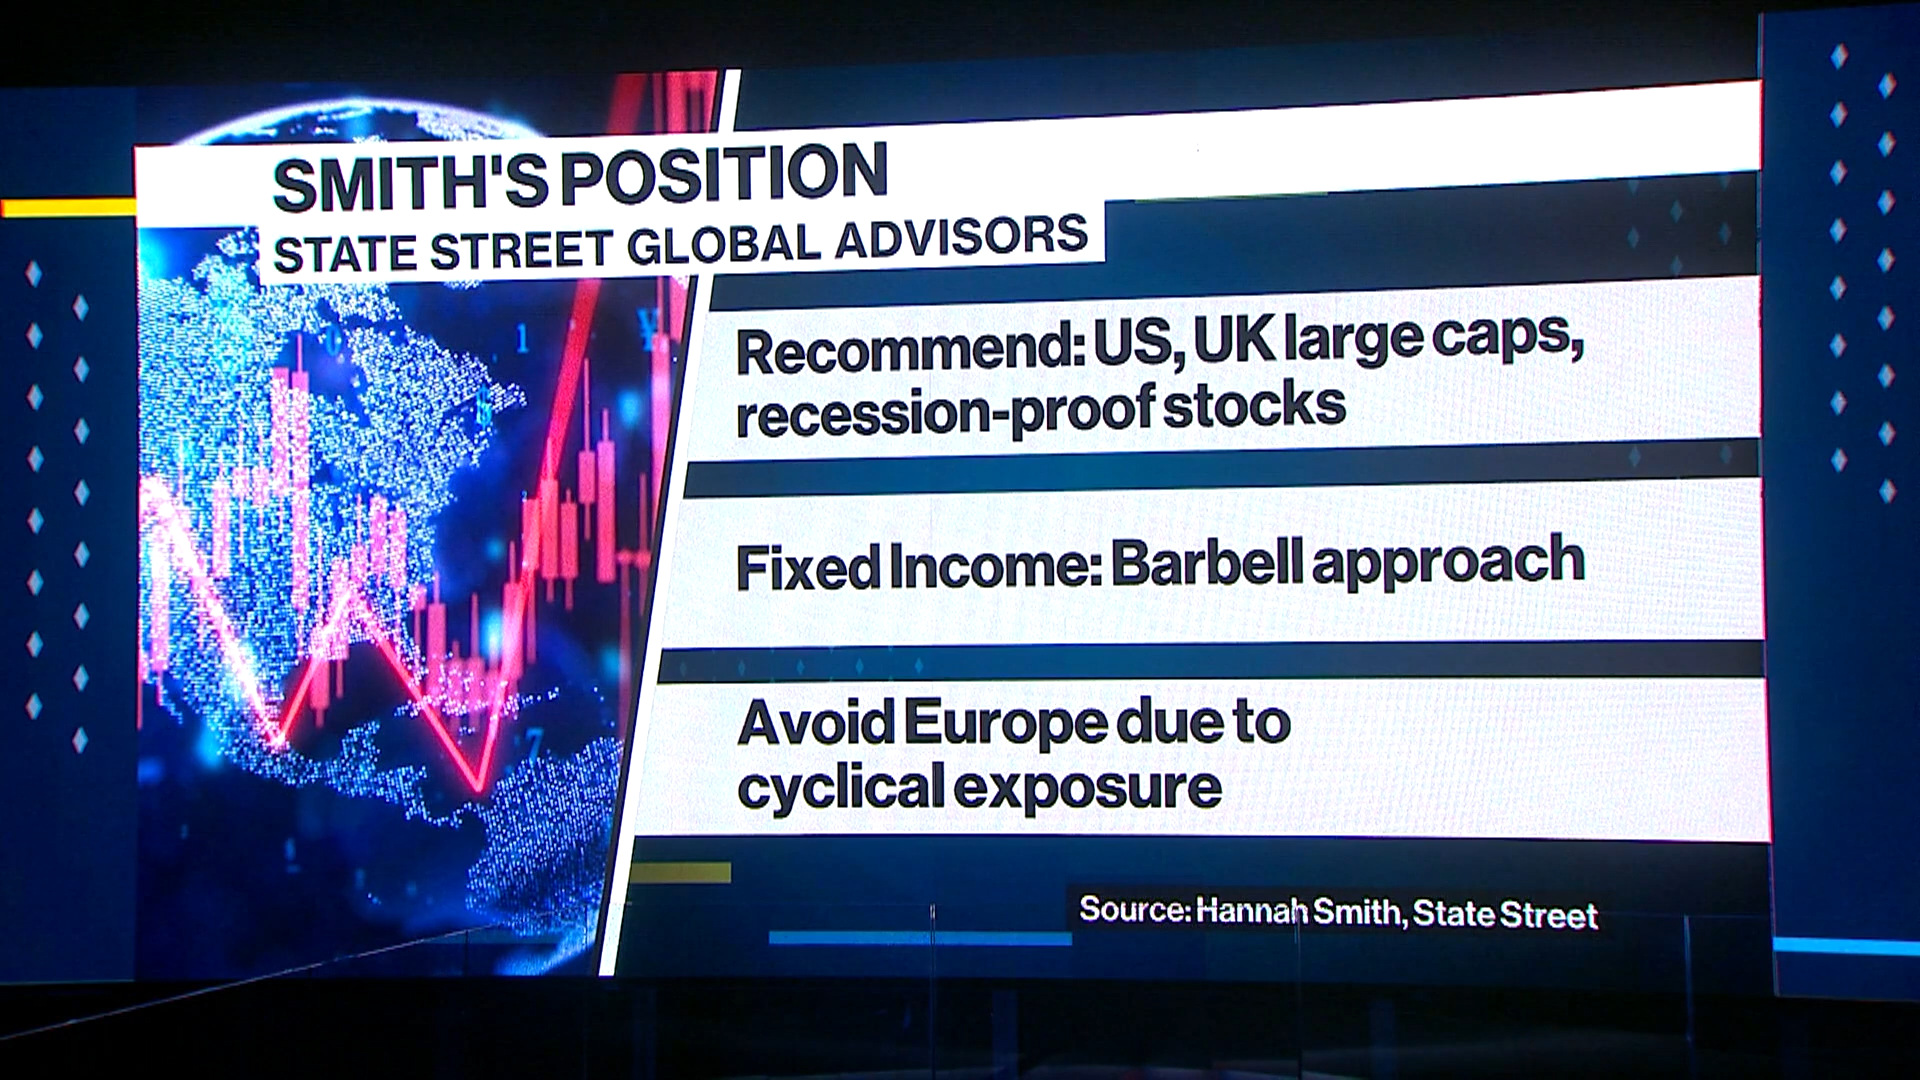 SMITH'S POSITION
STATE STREET GLOBAL ADVISORS
Recommend: US, UK large caps,
recession-proof stocks
Fixed Income: Barbell approach
Avoid Europe due to
cyclical exposure
Source: Hannah Smith, State Street